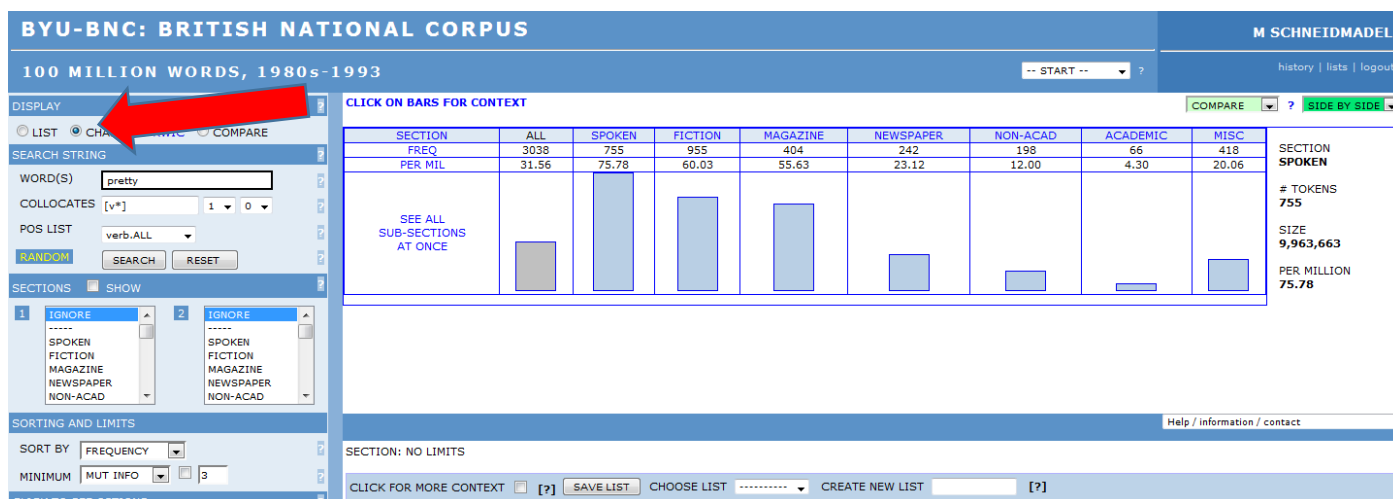 BYU-BNC: BRITISH NATIONAL CORPUS
M SCHNEIDMADEL
100 MILLION WORDS, 1980s-1993
-- START -- ?
history | lists | logout
DISPLAY ?
LIST COMPARE
SEARCH STRING ?
WORD(S) pretty ?
COLLOCATES [v*] 1 0 ?
POS LIST verb.ALL ?
RANDOM SEARCH RESET ?
SECTIONS SHOW ?
1 IGNORE 2 IGNORE
----- -----
SPOKEN SPOKEN
FICTION FICTION
MAGAZINE MAGAZINE
NEWSPAPER NEWSPAPER
NON-ACAD NON-ACAD
SORTING AND LIMITS
SORT BY FREQUENCY ?
MINIMUM MUT INFO 3 ?
CLICK ON BARS FOR CONTEXT
COMPARE ? SIDE BY SIDE
SECTION ALL SPOKEN FICTION MAGAZINE NEWSPAPER NON-ACAD ACADEMIC MISC
FREQ 3038 755 955 404 242 198 66 418
PER MIL 31.56 75.78 60.03 55.63 23.12 12.00 4.30 20.06
SEE ALL
SUB-SECTIONS
AT ONCE
SECTION
SPOKEN
# TOKENS
755
SIZE
9,963,663
PER MILLION
75.78
Help / information / contact
SECTION: NO LIMITS
CLICK FOR MORE CONTEXT [?] SAVE LIST CHOOSE LIST ---------- CREATE NEW LIST [?]